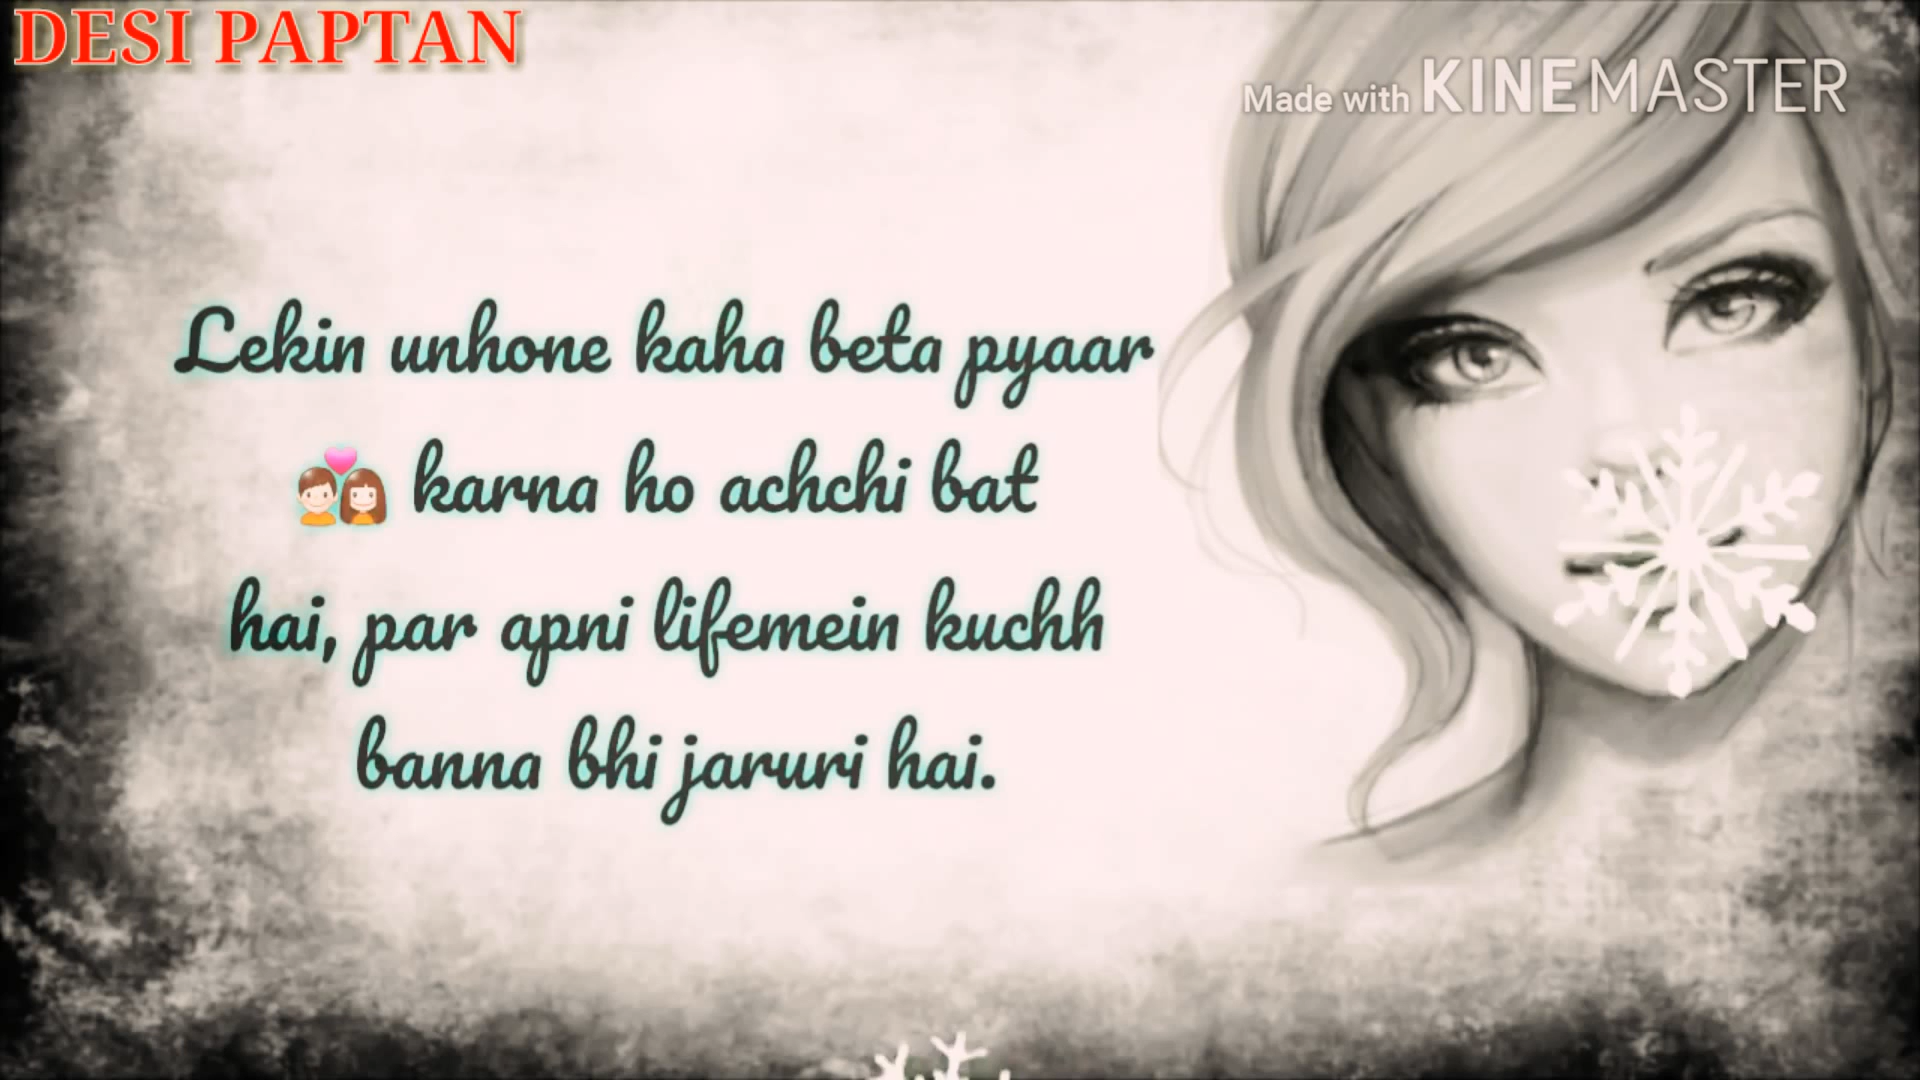 DESI PAPTAN
Made with KINEMASTER
Lekin unhone kaha beta pyaar
💑 karna ho achchi bat
hai, par apni lifemein kuchh
banna bhi jaruri hai.